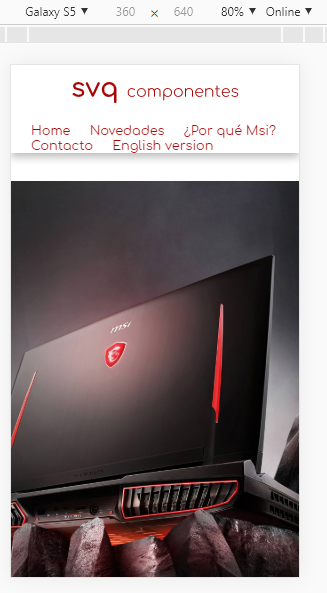 Galaxy S5 ▼ 360 × 640 80% ▼ Online ▼
svq componentes
Home Novedades ¿Por qué Msi?
Contacto English version
msi